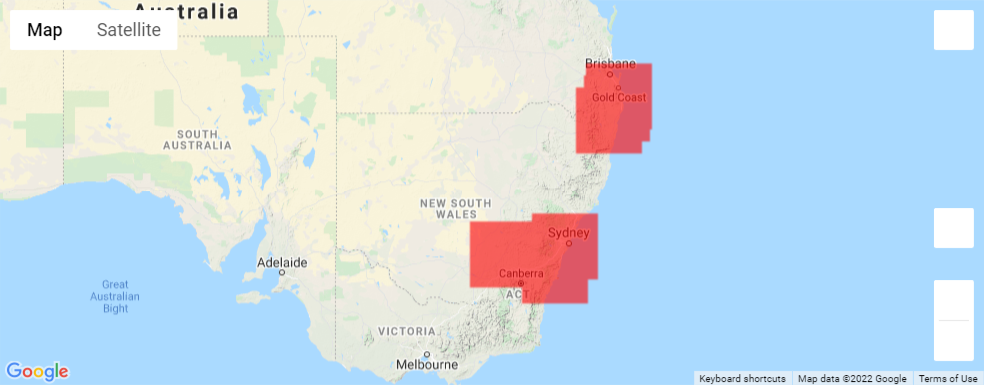 Australia
Map
Satellite
Brisbane
Gold Coast
SOUTH
AUSTRALIA
NEW SOUTH
WALES
Sydney
Adelaide
Canberra
ACT
Great
Australian
Bight
VICTORIA
Melbourne
Google
Keyboard shortcuts
Map data ©2022 Google
Terms of Use